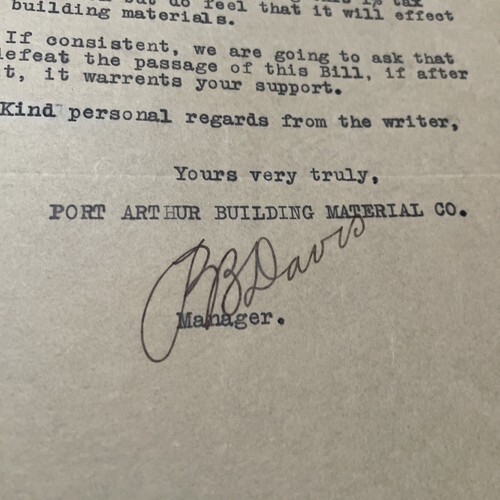 but do feel that it will effect
building materials.
If consistent, we are going to ask that
defeat the passage of this Bill, if after
t, it warrents your support.
Kind personal regards from the writer,
Yours very truly,
PORT ARTHUR BUILDING MATERIAL CO.
BB Davis
Manager.